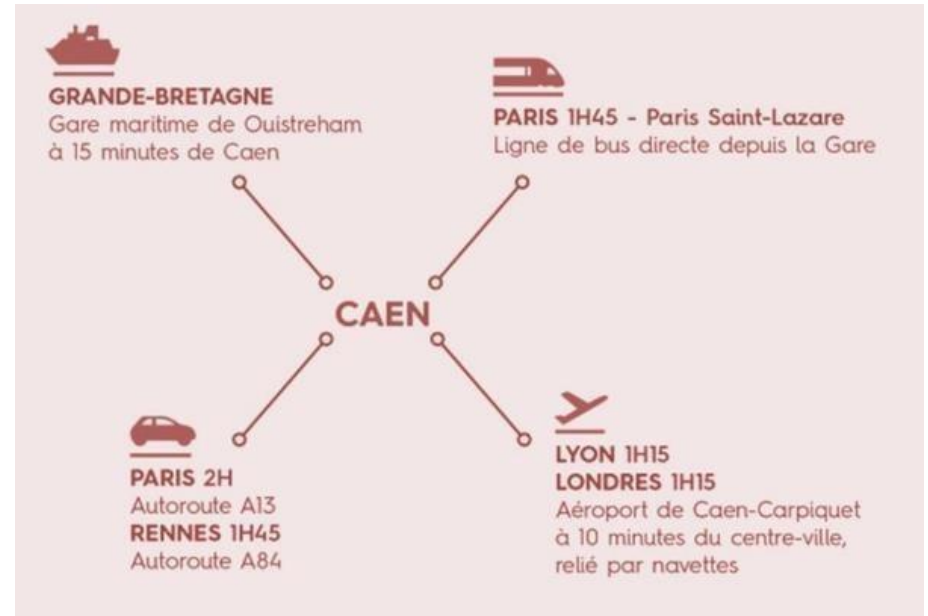 GRANDE-BRETAGNE
Gare maritime de Ouistreham
à 15 minutes de Caen
PARIS 1H45 - Paris Saint-Lazare
Ligne de bus directe depuis la Gare
CAEN
PARIS 2H
Autoroute A13
RENNES 1H45
Autoroute A84
LYON 1H15
LONDRES 1H15
Aéroport de Caen-Carpiquet
à 10 minutes du centre-ville,
relié par navettes